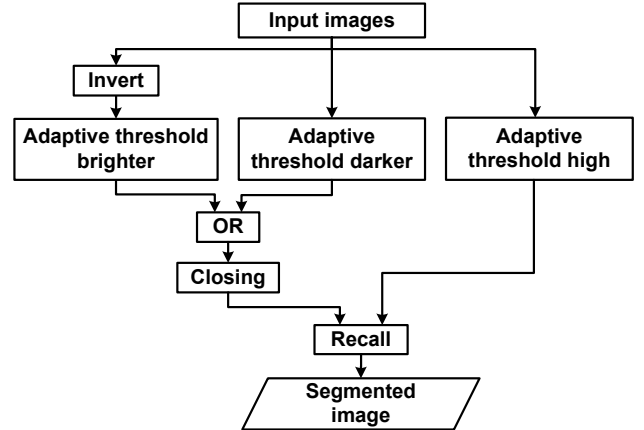 Input images
Invert
Adaptive threshold
brighter
Adaptive
threshold darker
Adaptive
threshold high
OR
Closing
Recall
Segmented
image